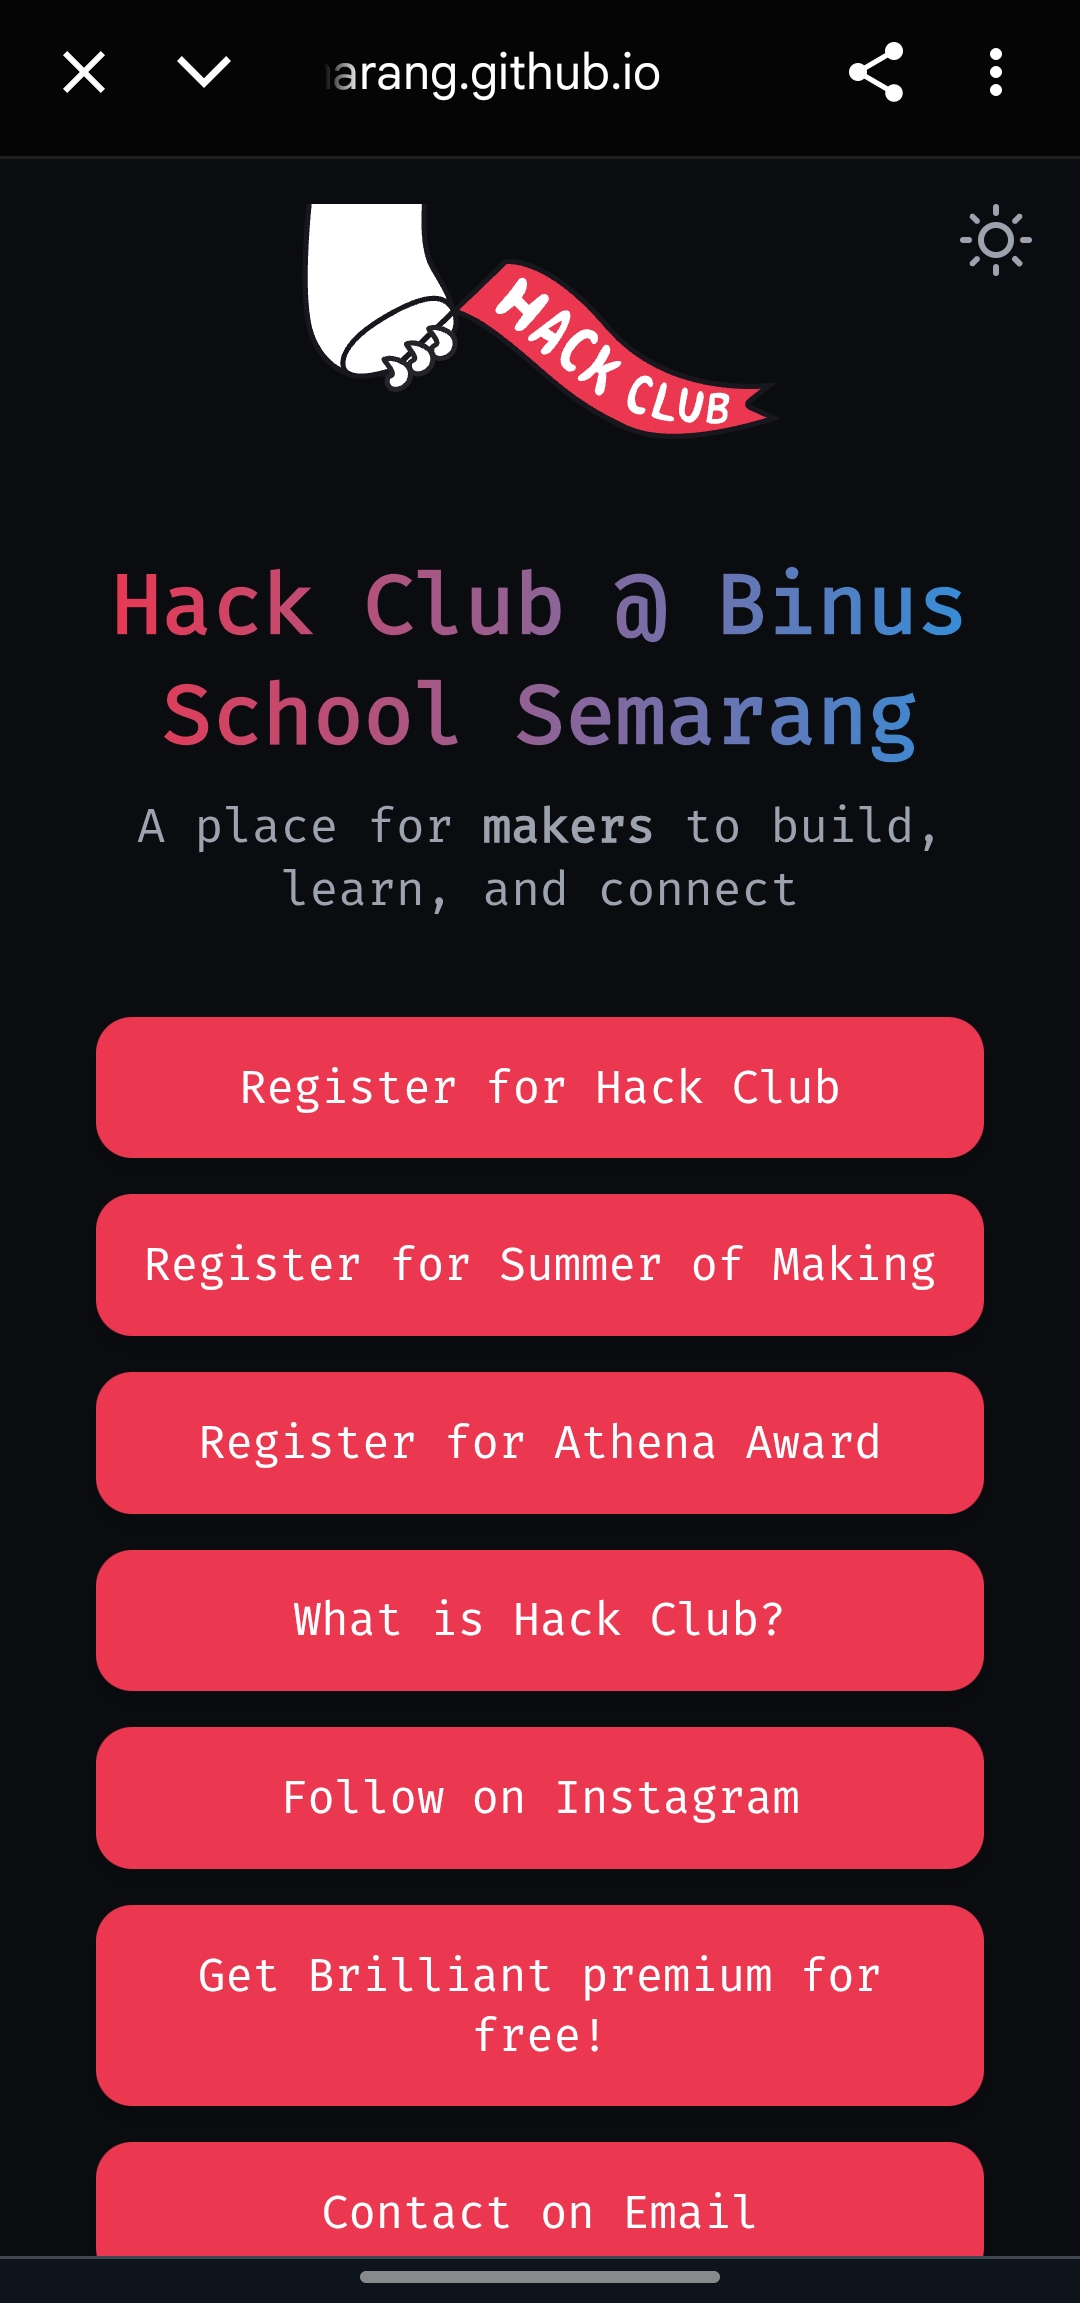 arang.github.io
HACK CLUB
Hack Club @ Binus
School Semarang
A place for makers to build,
learn, and connect
Register for Hack Club
Register for Summer of Making
Register for Athena Award
What is Hack Club?
Follow on Instagram
Get Brilliant premium for
free!
Contact on Email